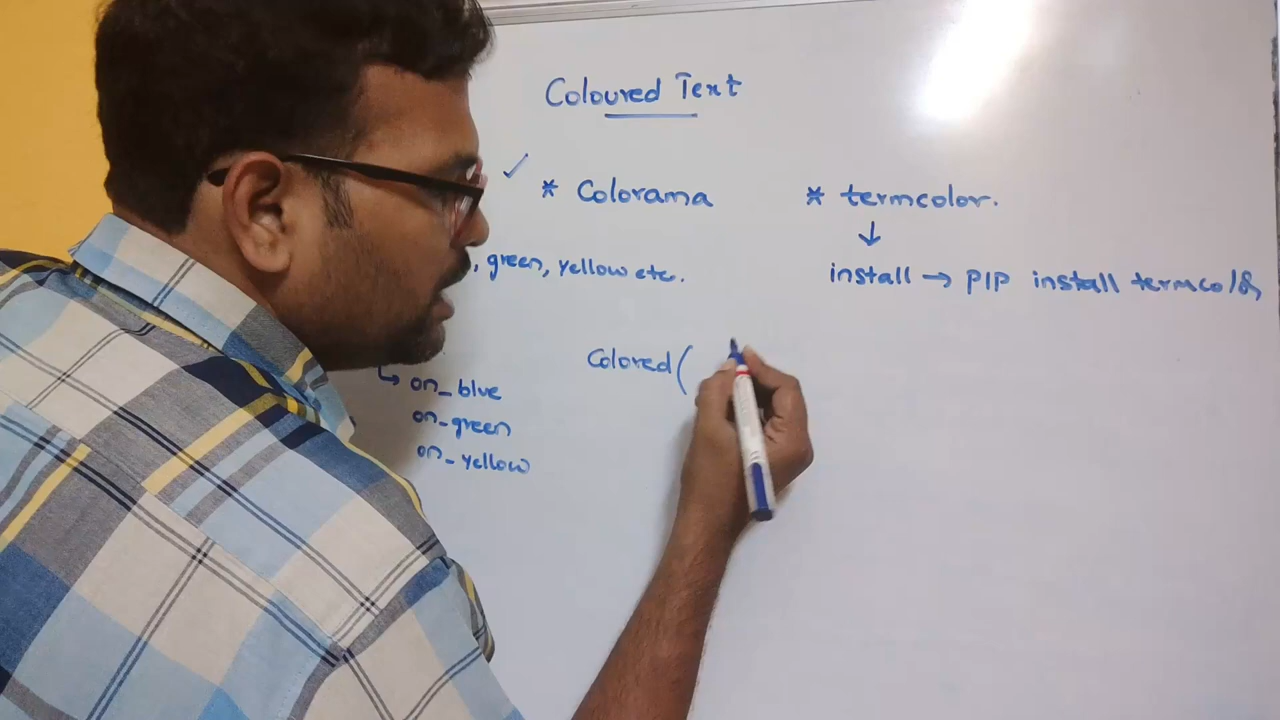 Coloured Text
* Colorama
* termcolor.
↓
, green, yellow etc.
install → PIP install termcolor
Colored(
↳ on_blue
on_green
on_yellow